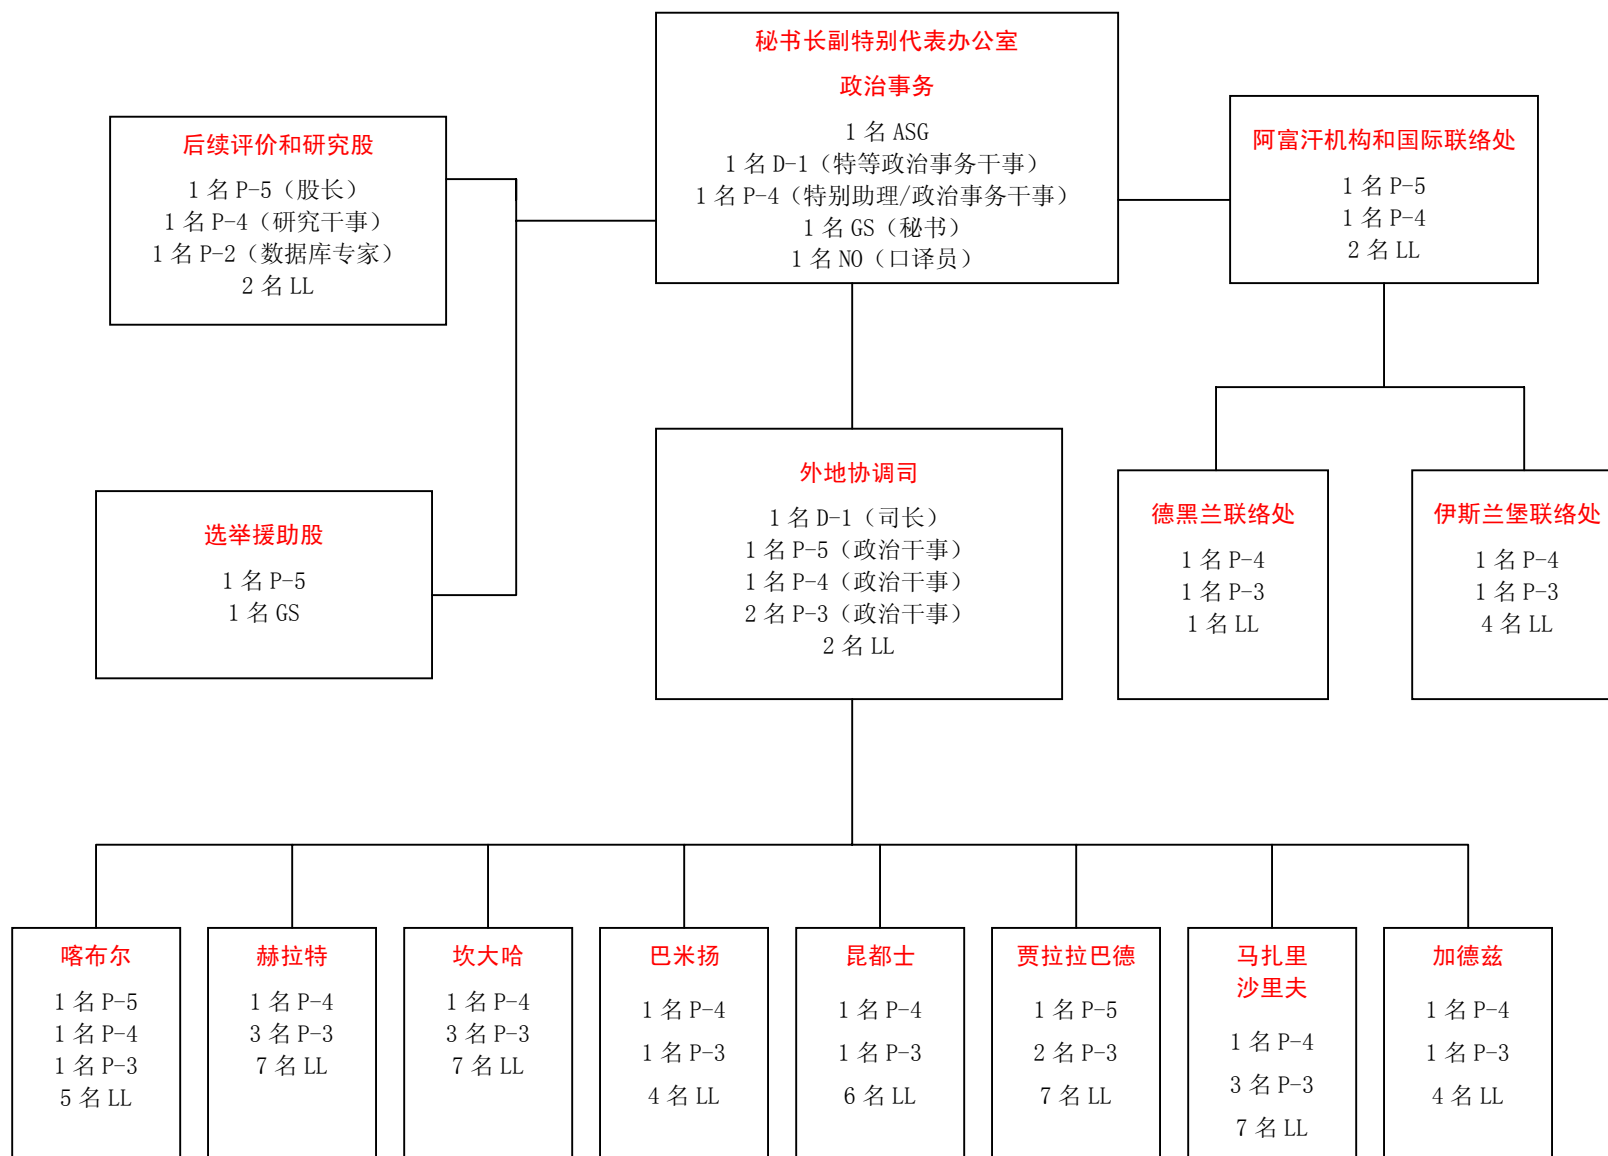 秘书长副特别代表办公室
政治事务
1 名 ASG
1 名 D-1（特等政治事务干事）
1 名 P-4（特别助理/政治事务干事）
1 名 GS（秘书）
1 名 NO（口译员）
后续评价和研究股
1 名 P-5（股长）
1 名 P-4（研究干事）
1 名 P-2（数据库专家）
2 名 LL
阿富汗机构和国际联络处
1 名 P-5
1 名 P-4
2 名 LL
选举援助股
1 名 P-5
1 名 GS
外地协调司
1 名 D-1（司长）
1 名 P-5（政治干事）
1 名 P-4（政治干事）
2 名 P-3（政治干事）
2 名 LL
德黑兰联络处
1 名 P-4
1 名 P-3
1 名 LL
伊斯兰堡联络处
1 名 P-4
1 名 P-3
4 名 LL
喀布尔
1 名 P-5
1 名 P-4
1 名 P-3
5 名 LL
赫拉特
1 名 P-4
3 名 P-3
7 名 LL
坎大哈
1 名 P-4
3 名 P-3
7 名 LL
巴米扬
1 名 P-4
1 名 P-3
4 名 LL
昆都士
1 名 P-4
1 名 P-3
6 名 LL
贾拉拉巴德
1 名 P-5
2 名 P-3
7 名 LL
马扎里
沙里夫
1 名 P-4
3 名 P-3
7 名 LL
加德兹
1 名 P-4
1 名 P-3
4 名 LL